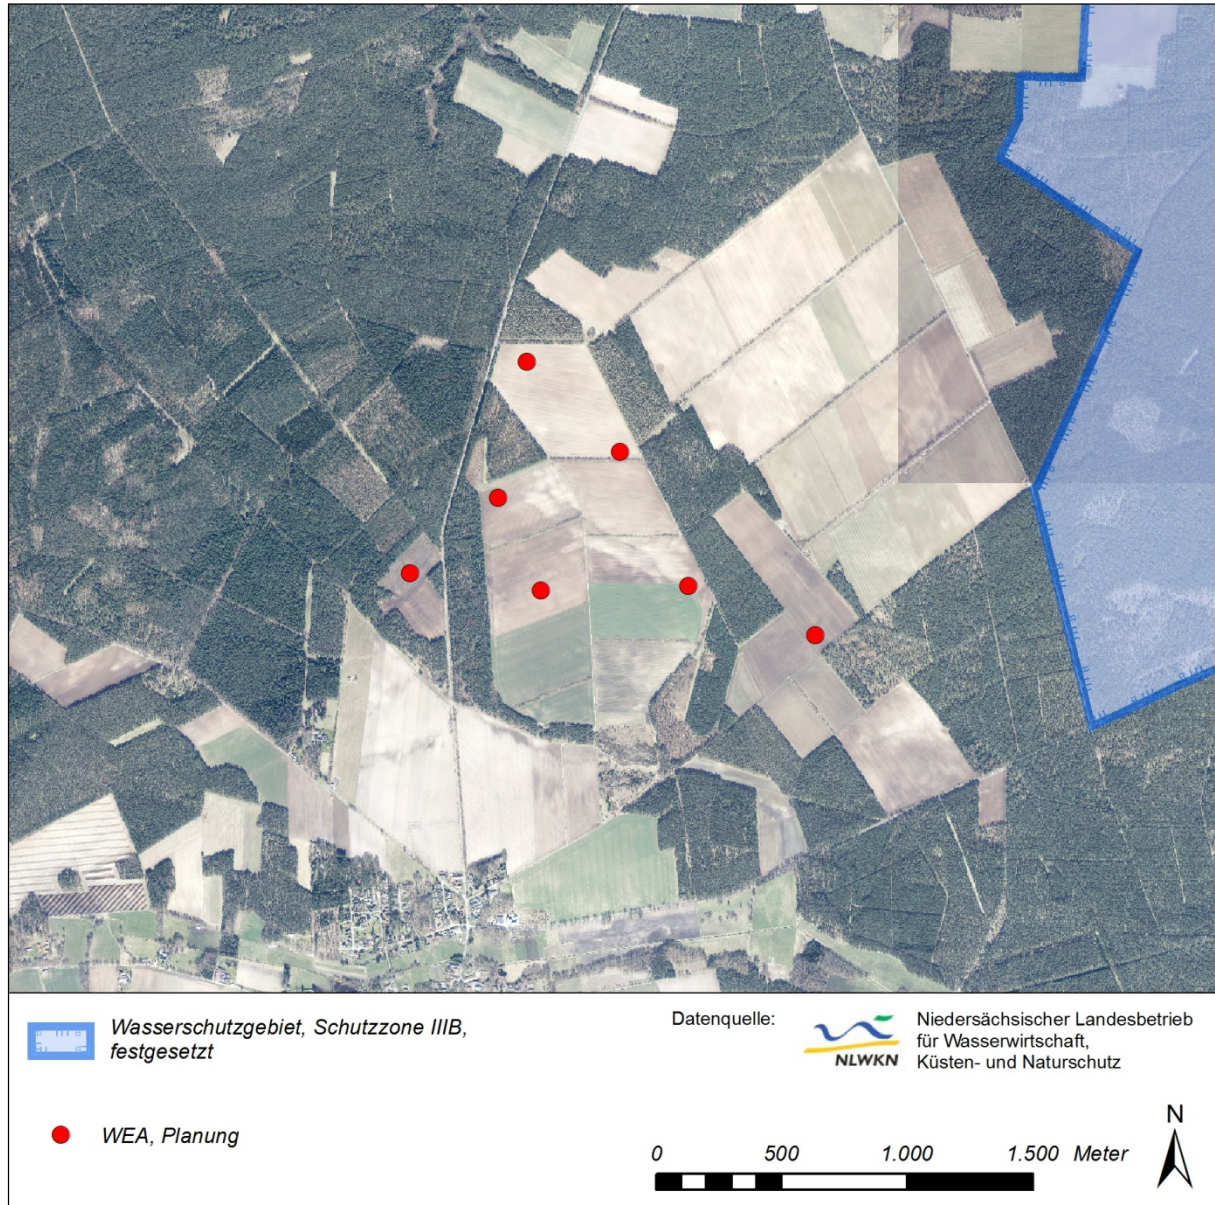 Wasserschutzgebiet, Schutzzone IIIB,
festgesetzt
WEA, Planung
Datenquelle:
NLWKN
Niedersächsischer Landesbetrieb
für Wasserwirtschaft,
Küsten- und Naturschutz
N
0 500 1.000 1.500 Meter